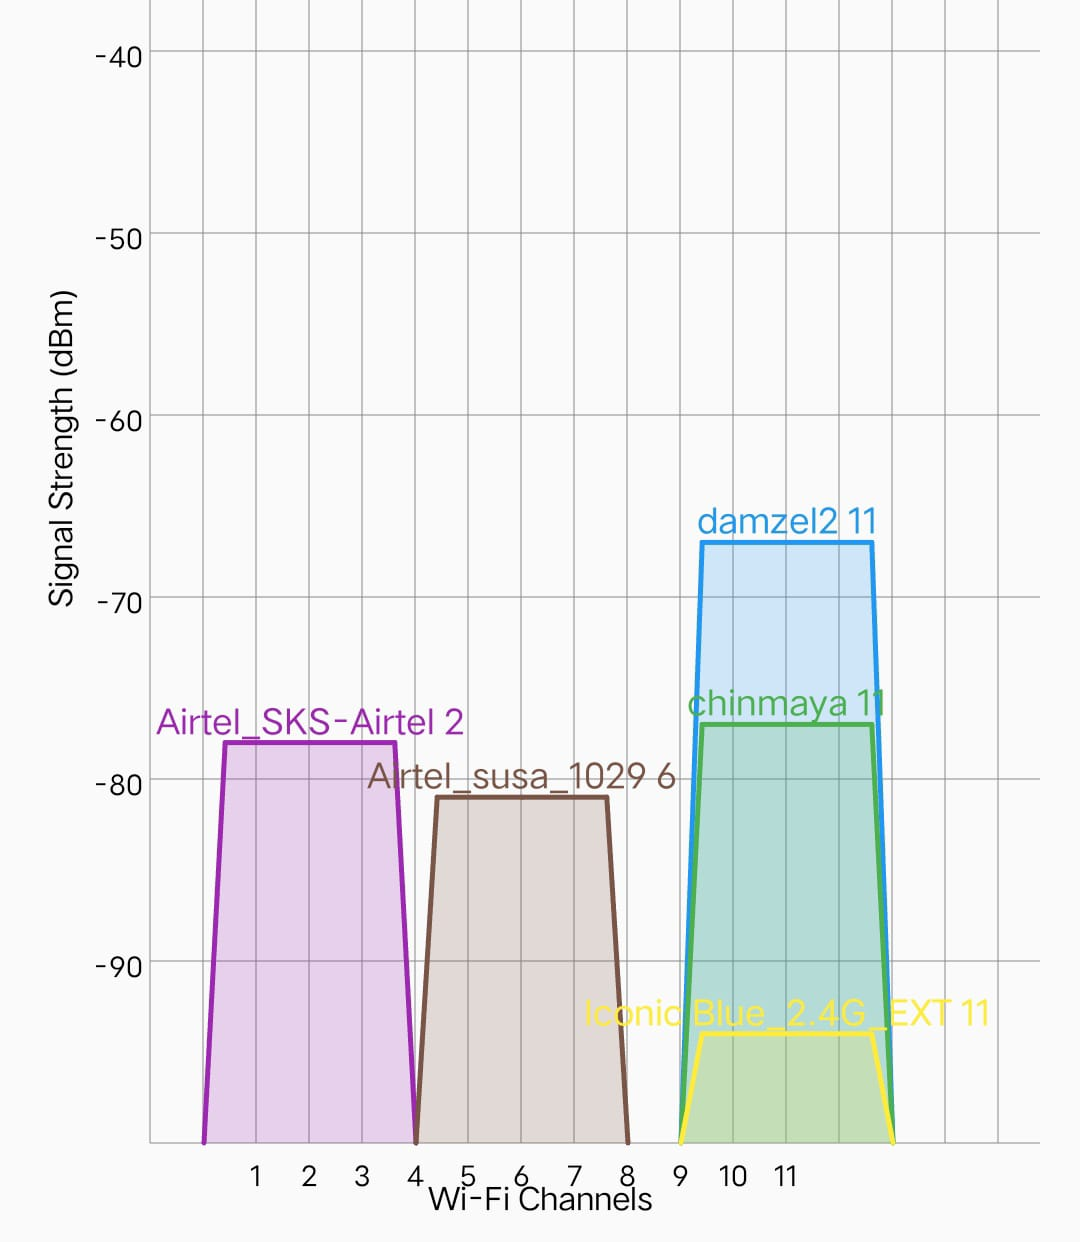 -40
-50
Signal Strength (dBm)
-60
damzel2 11
-70
chinmaya 11
Airtel_SKS-Airtel 2
Airtel_susa_1029 6
-80
-90
Iconic Blue_2.4G_EXT 11
1 2 3 4 5 6 7 8 9 10 11
Wi-Fi Channels